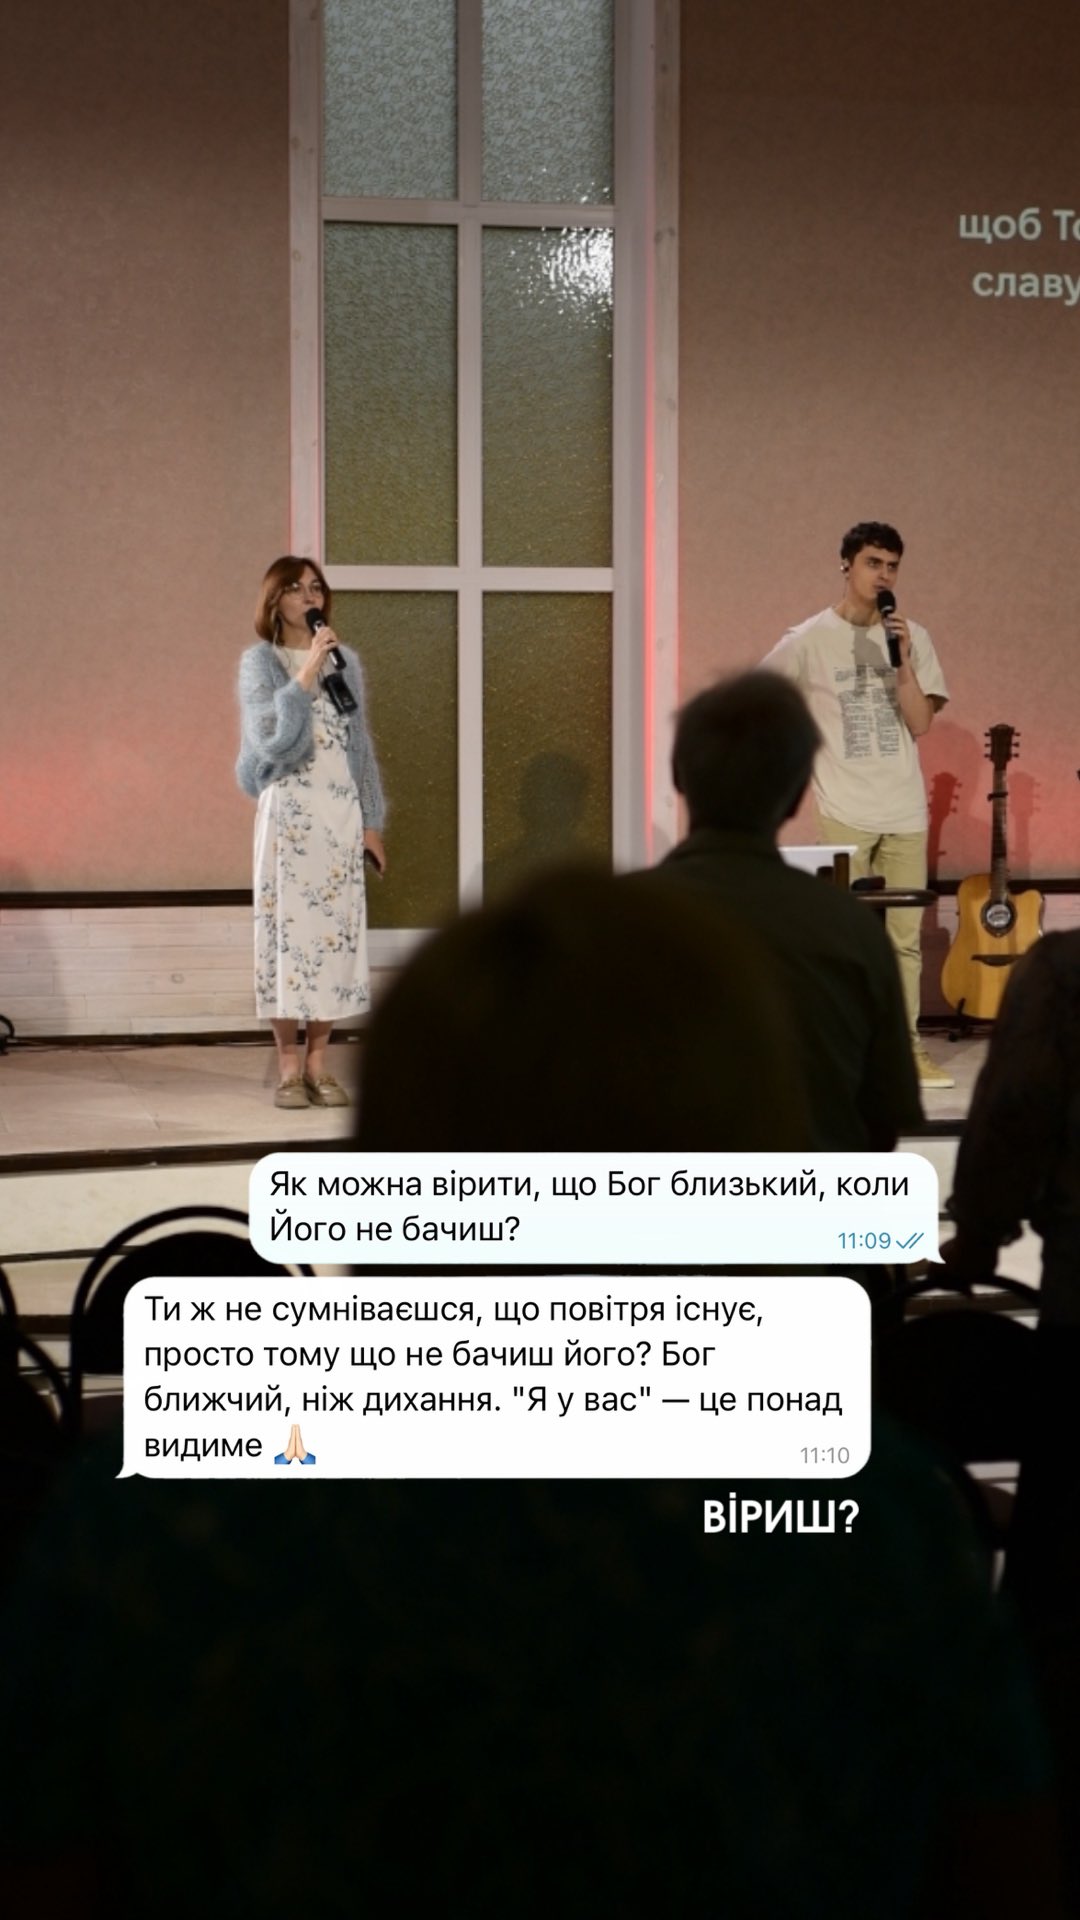 щоб
славу
Як можна вірити, що Бог близький, коли
Його не бачиш?
11:09
Ти ж не сумніваєшся, що повітря існує,
просто тому що не бачиш його? Бог
ближчий, ніж дихання. "Я у вас" — це понад
видиме 🙏🏻
11:10
ВіРИШ?